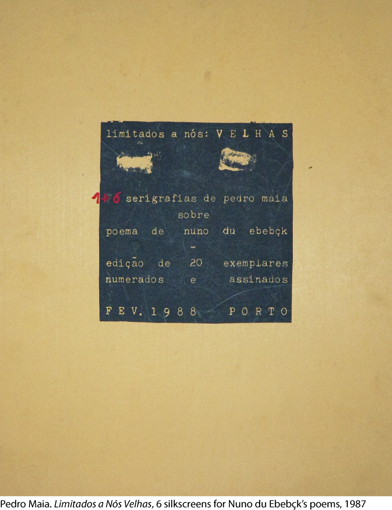 limitados a nós: VELHAS
6 serigrafias de pedro maia
sobre
poema de nuno du ebebçk
–
edição de 20 exemplares
numerados e assinados
FEV. 1988 PORTO
Pedro Maia. Limitados a Nós Velhas, 6 silkscreens for Nuno du Ebebçk's poems, 1987